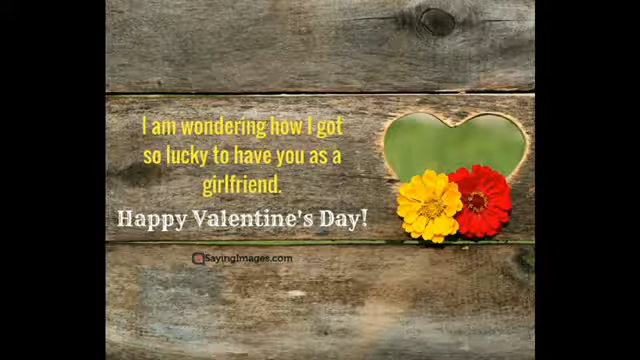 I am wondering how I got
so lucky to have you as a
girlfriend.
Happy Valentine's Day!
SayingImages.com